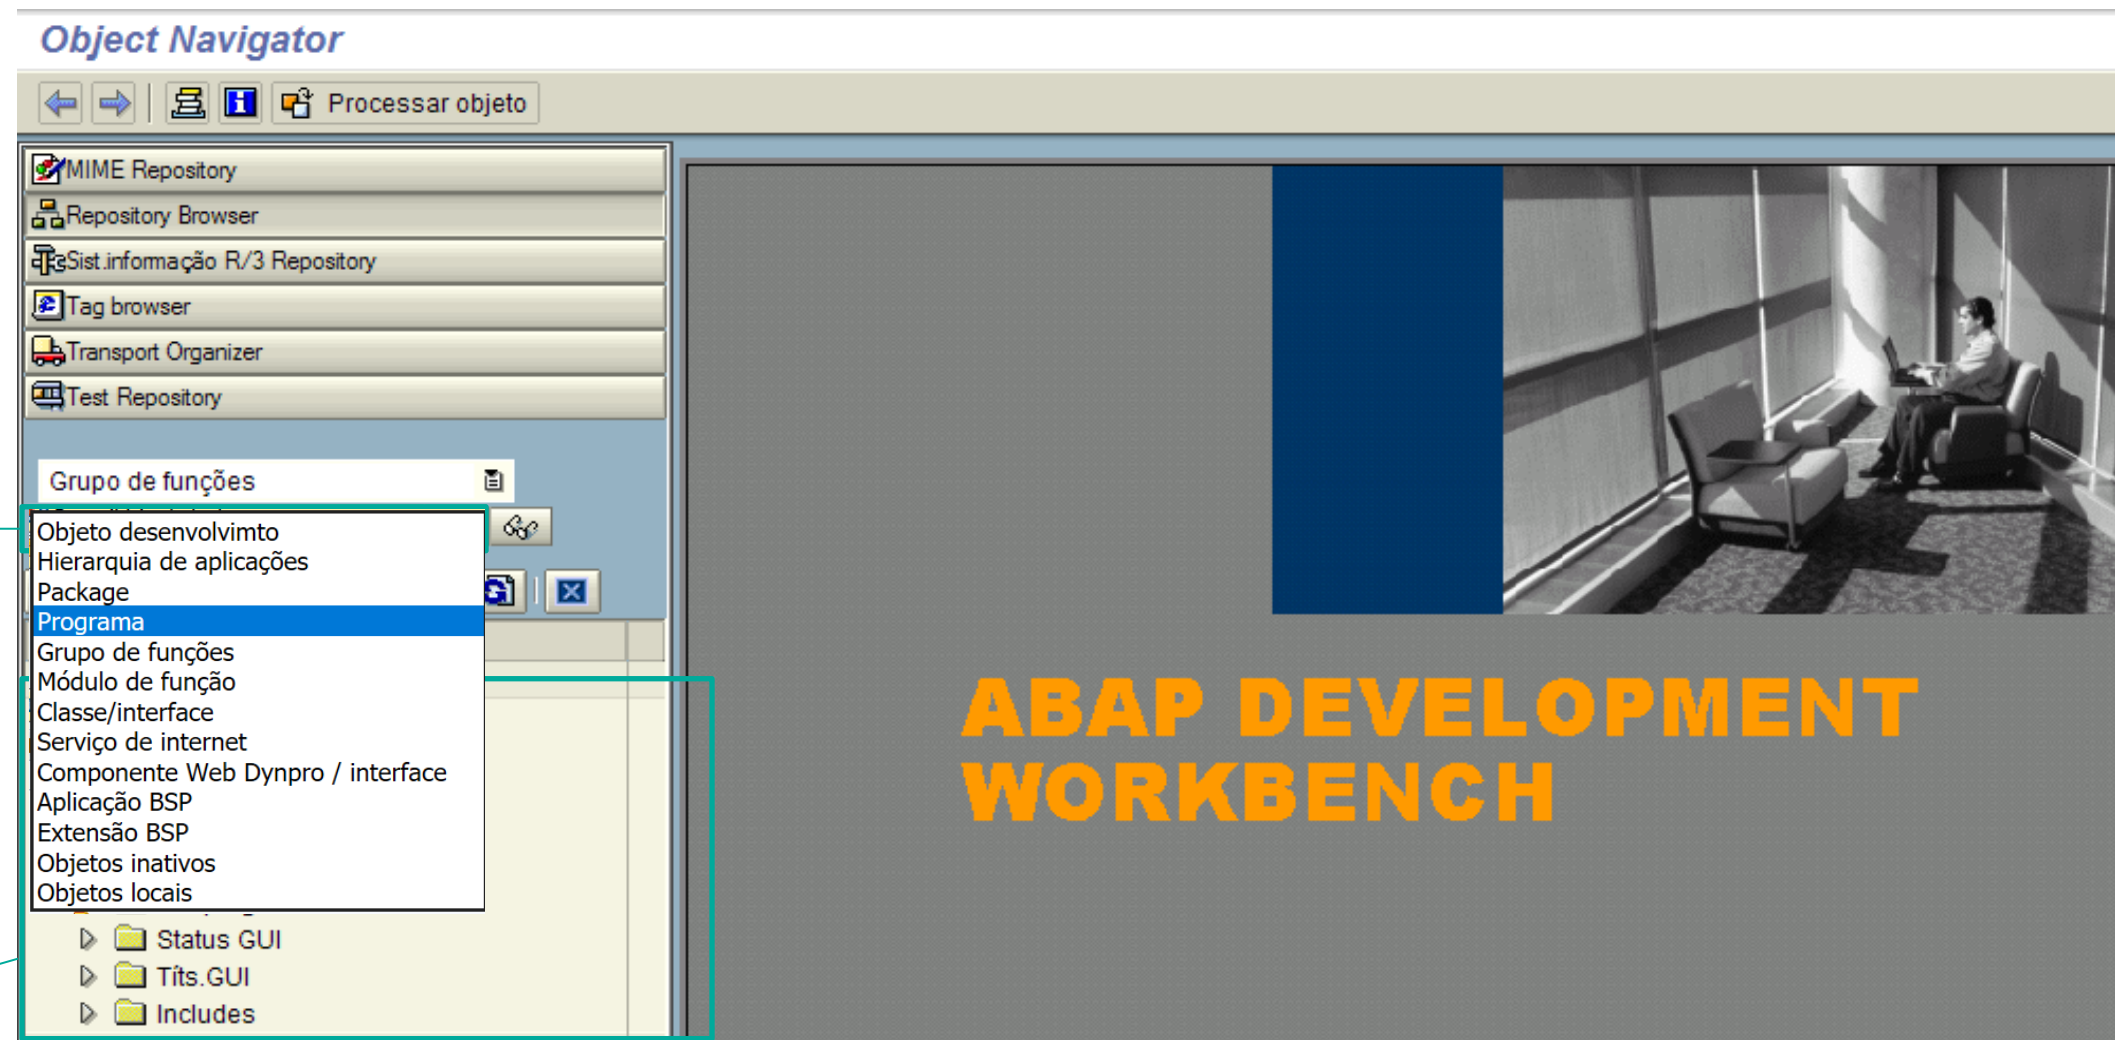 Object Navigator
Processar objeto
MIME Repository
Repository Browser
Sist.informação R/3 Repository
Tag browser
Transport Organizer
Test Repository
Grupo de funções
Objeto desenvolvimto
Hierarquia de aplicações
Package
Programa
Grupo de funções
Módulo de função
Classe/interface
Serviço de internet
Componente Web Dynpro / interface
Aplicação BSP
Extensão BSP
Objetos inativos
Objetos locais
Status GUI
Títs.GUI
Includes
ABAP DEVELOPMENT
WORKBENCH